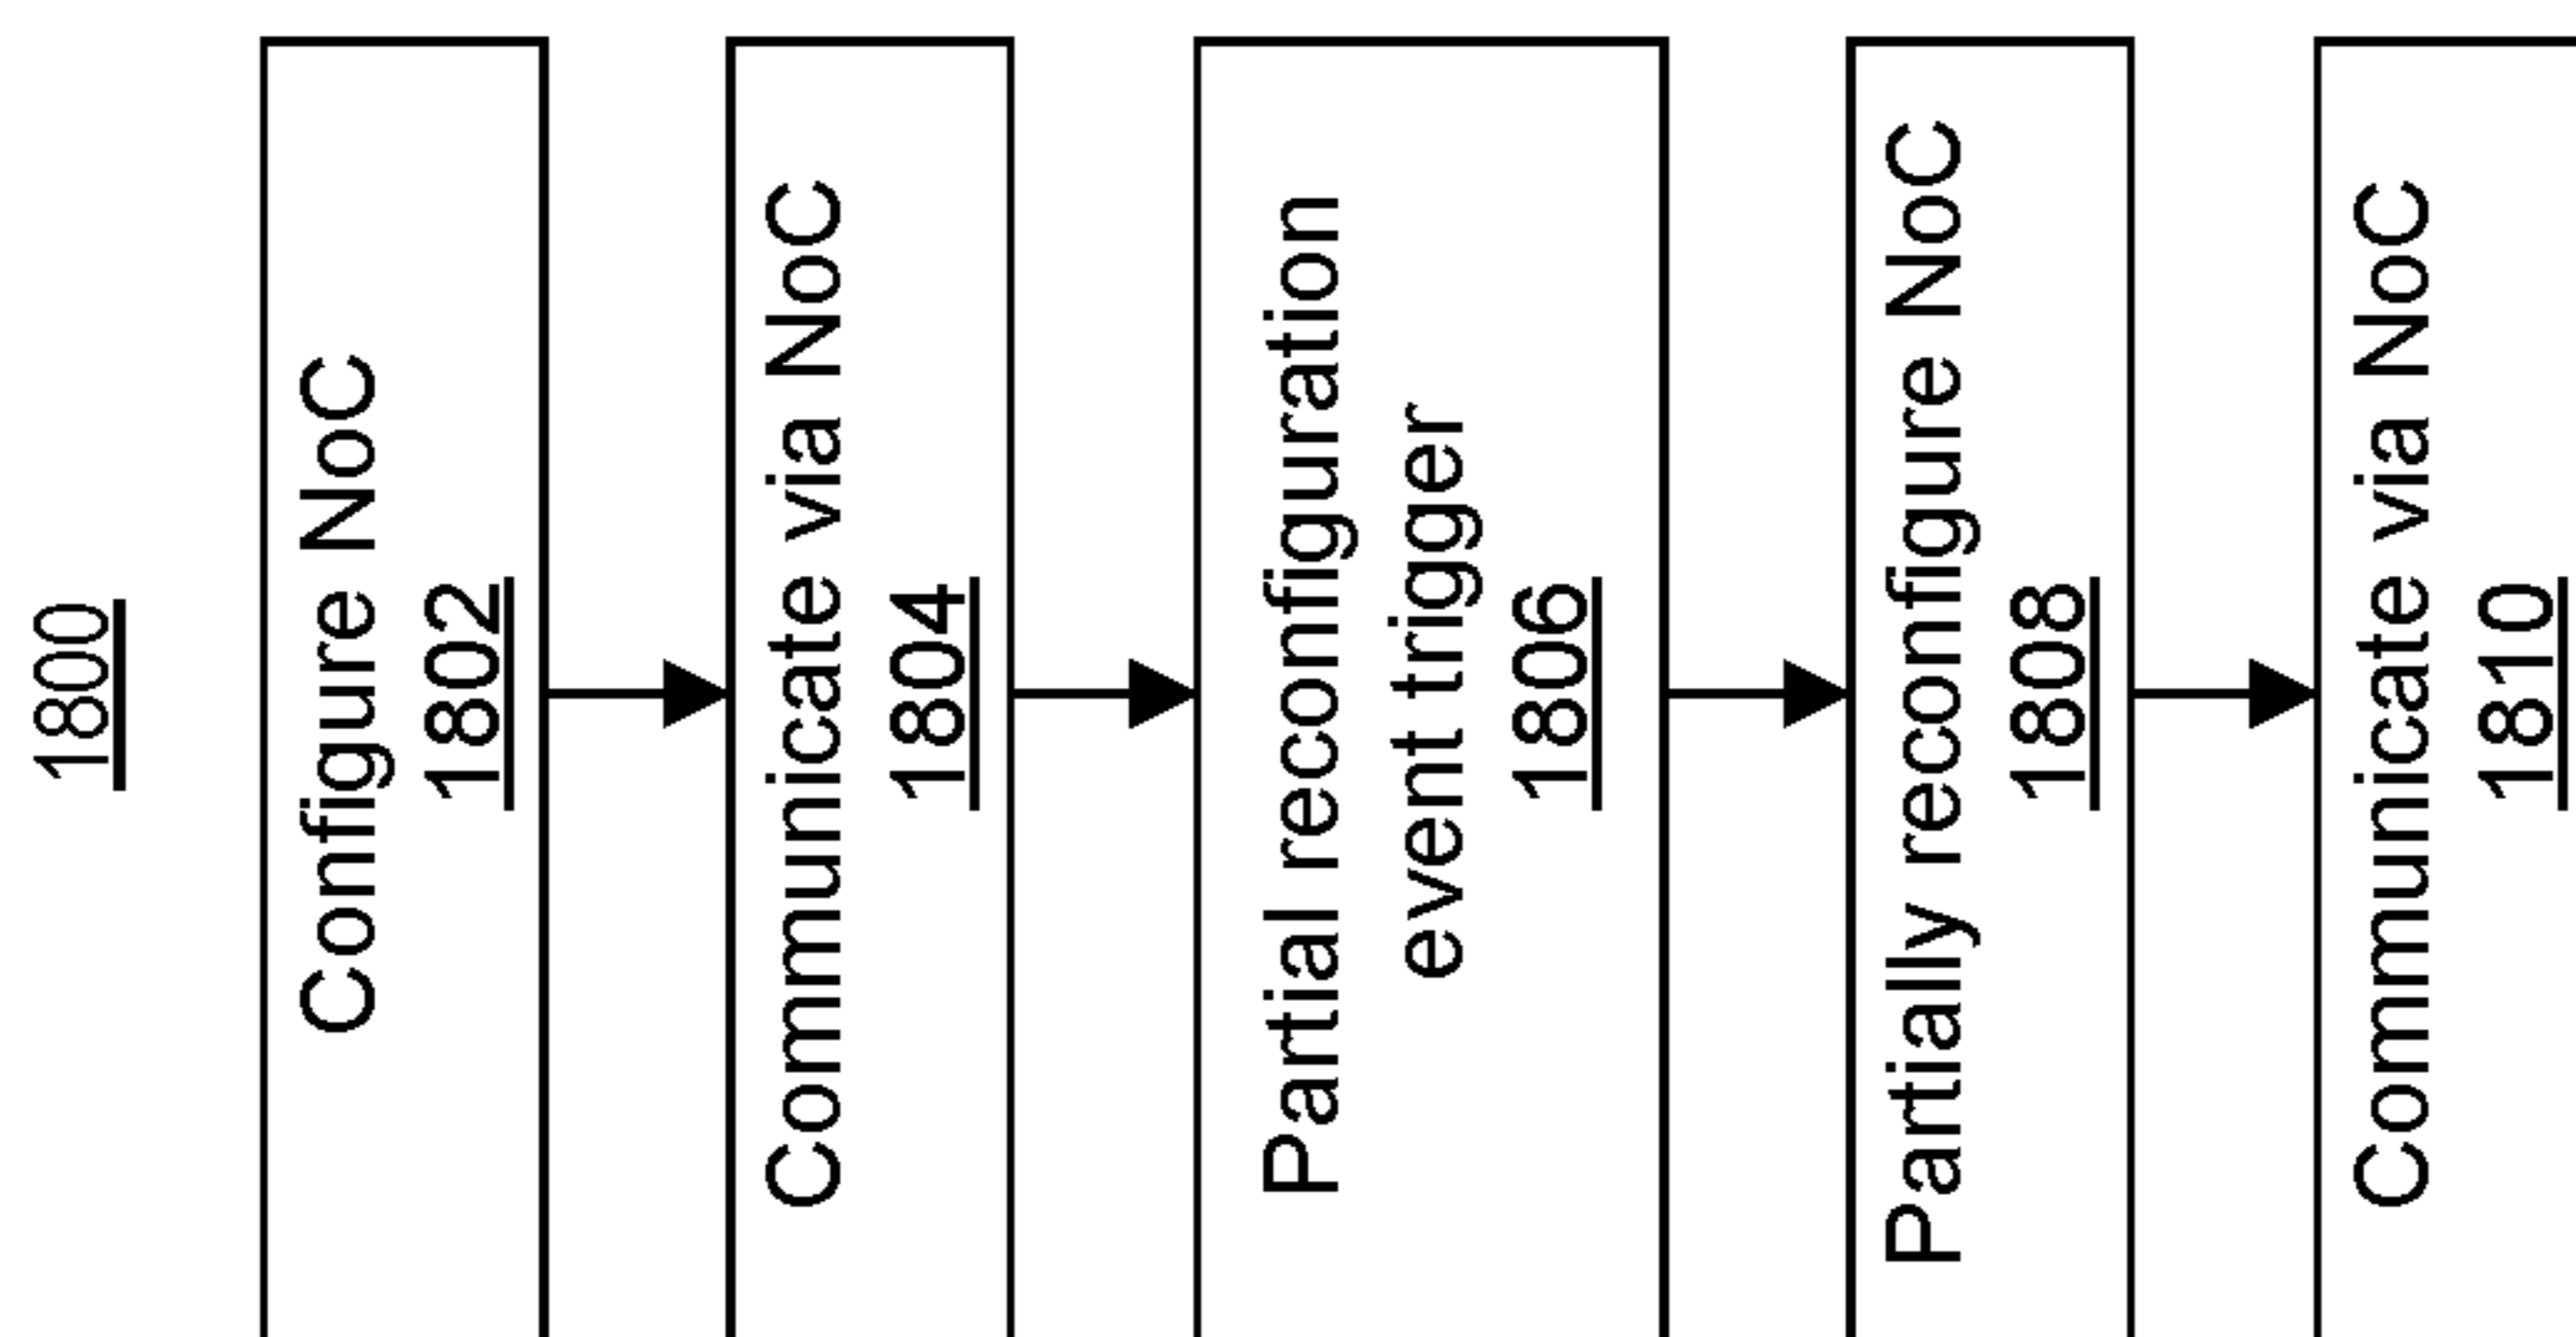 1800
Configure NoC
1802
Communicate via NoC
1804
Partial reconfiguration
event trigger
1806
Partially reconfigure NoC
1808
Communicate via NoC
1810